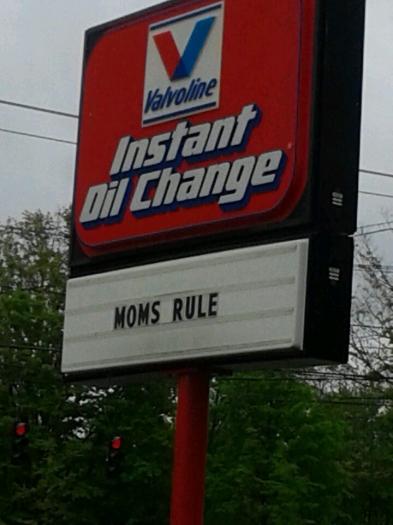 Valvoline
Instant
Oil Change
MOMS RULE